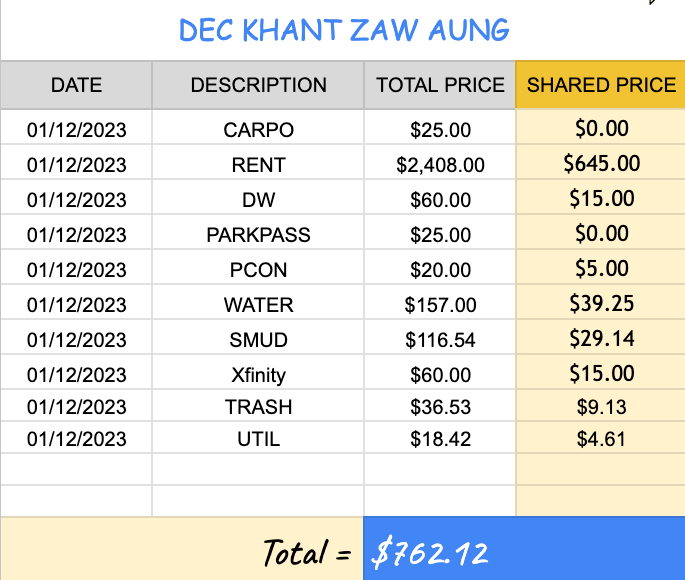 DEC KHANT ZAW AUNG
DATE DESCRIPTION TOTAL PRICE SHARED PRICE
01/12/2023 CARPO $25.00 $0.00
01/12/2023 RENT $2,408.00 $645.00
01/12/2023 DW $60.00 $15.00
01/12/2023 PARKPASS $25.00 $0.00
01/12/2023 PCON $20.00 $5.00
01/12/2023 WATER $157.00 $39.25
01/12/2023 SMUD $116.54 $29.14
01/12/2023 Xfinity $60.00 $15.00
01/12/2023 TRASH $36.53 $9.13
01/12/2023 UTIL $18.42 $4.61
Total = $762.12